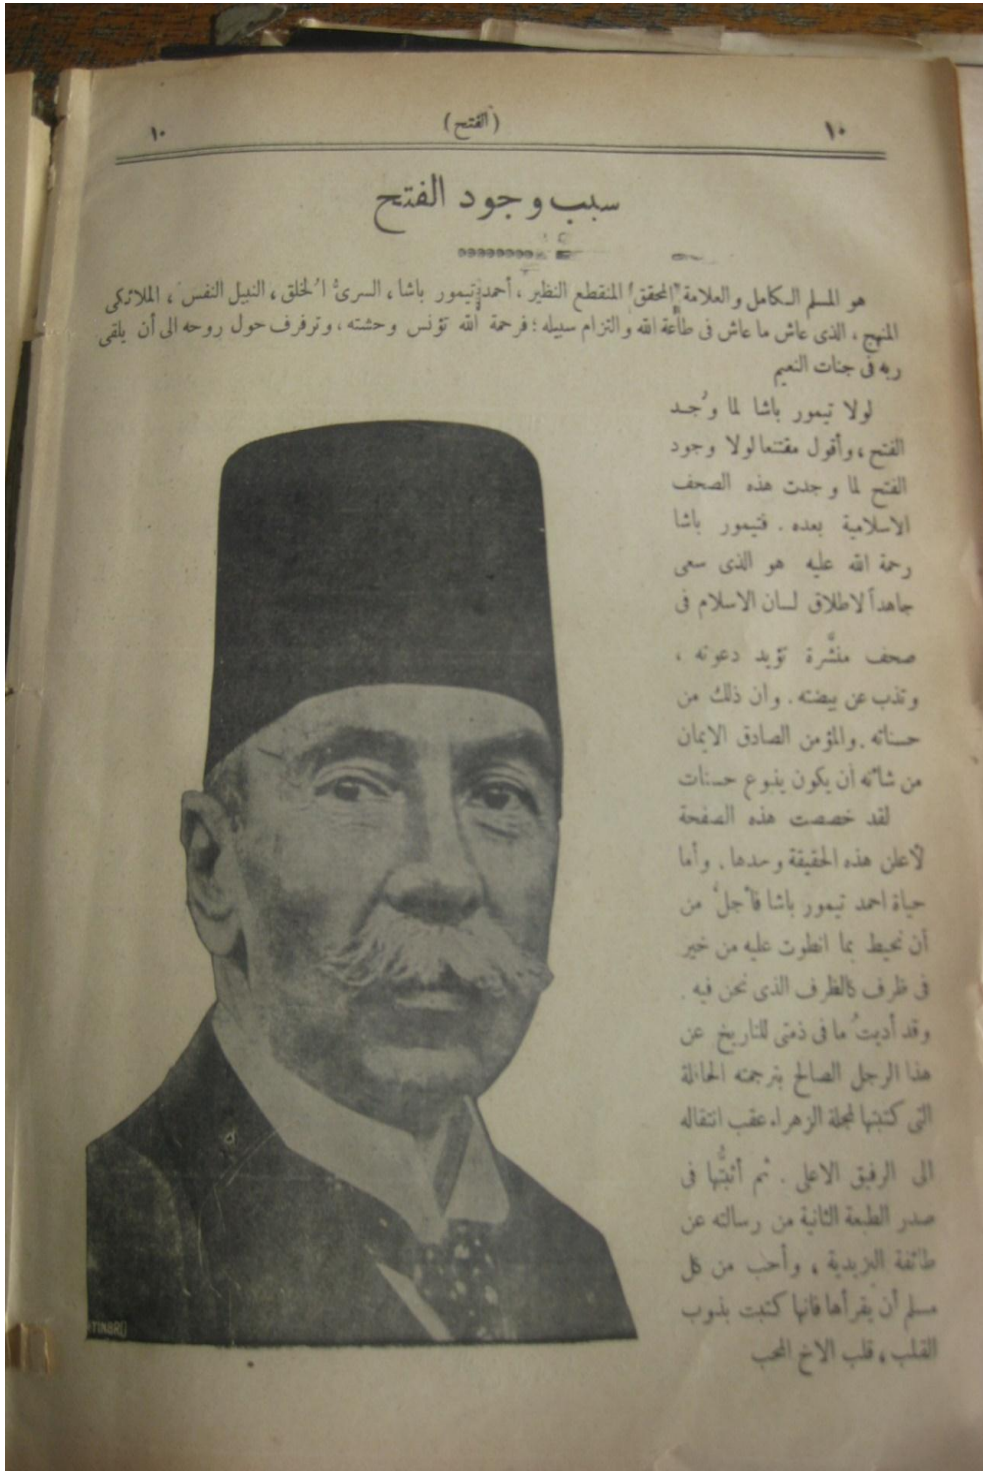 ١٠ (الفتح) ١٠
سبب وجود الفتح
هو المسلم الكامل والعلامة المحقق المنقطع النظير، أحمد تيمور باشا، السرىُّ الخُلق، النبيل النفس، الملائكى
المنهج، الذى عاش ما عاش فى طاعة الله والتزام سبيله؛ فرحمة الله تؤنس وحشته، وترفرف حول روحه الى أن يلقى
ربه فى جنات النعيم
لولا تيمور باشا لما وُجد
الفتح، وأقول مقتنعا لولا وجود
الفتح لما وجدت هذه الصحف
الاسلامية بعده. فتيمور باشا
رحمة الله عليه هو الذى سعى
جاهداً لاطلاق لسان الاسلام فى
صحف منشَّرة تؤيد دعوته،
وتذب عن بيضته. وان ذلك من
حسناته. والمؤمن الصادق الايمان
من شأنه أن يكون ينبوع حسنات
لقد خصصت هذه الصفحة
لأعلن هذه الحقيقة وحدها. وأما
حياة احمد تيمور باشا فأجلُّ من
أن نحيط بما انطوت عليه من خير
فى ظرف كالظرف الذى نحن فيه.
وقد أديتُ ما فى ذمتى للتاريخ عن
هذا الرجل الصالح بترجمته الحافلة
التى كتبتها لمجلة الزهراء عقب انتقاله
الى الرفيق الاعلى. ثم أثبتُّها فى
صدر الطبعة الثانية من رسالته عن
طائفة اليزيدية، وأحب من كل
مسلم أن يقرأها فانها كتبت بذوب
القلب، قلب الاخ المحب